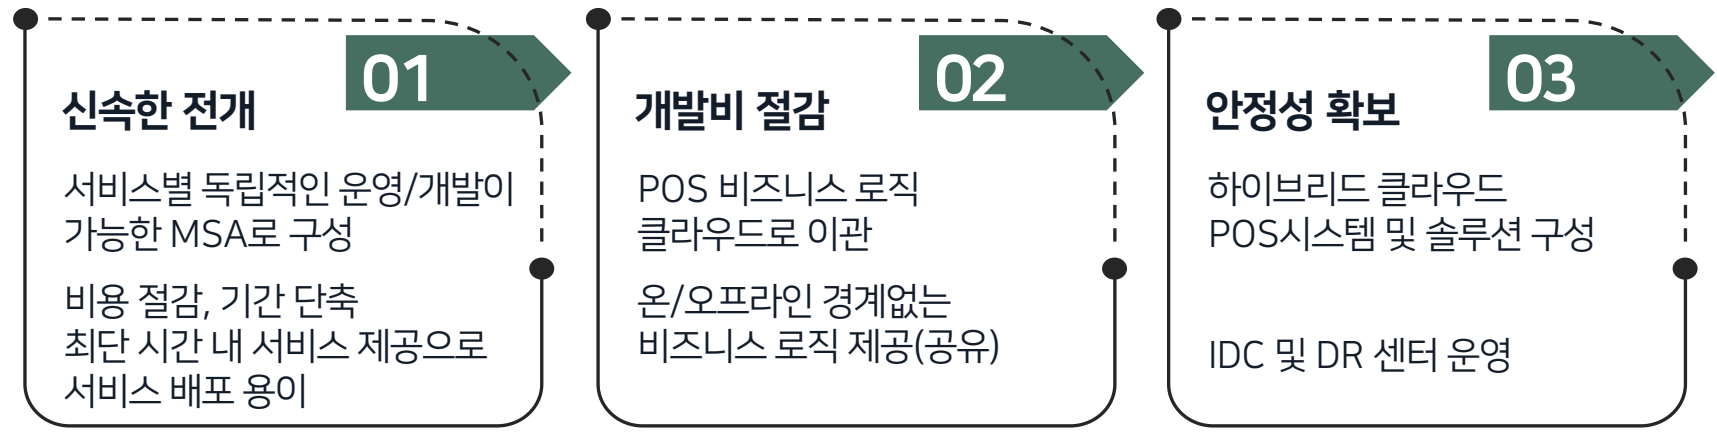 01
신속한 전개
서비스별 독립적인 운영/개발이
가능한 MSA로 구성
비용 절감, 기간 단축
최단 시간 내 서비스 제공으로
서비스 배포 용이
02
개발비 절감
POS 비즈니스 로직
클라우드로 이관
온/오프라인 경계없는
비즈니스 로직 제공(공유)
03
안정성 확보
하이브리드 클라우드
POS시스템 및 솔루션 구성
IDC 및 DR 센터 운영